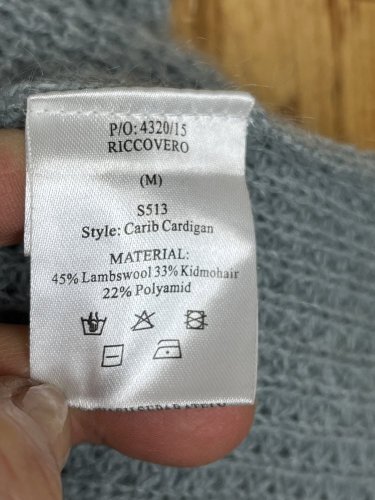 P/O: 4320/15
RICCOVERO
(M)
S513
Style: Carib Cardigan
MATERIAL:
45% Lambswool 33% Kidmohair
22% Polyamid